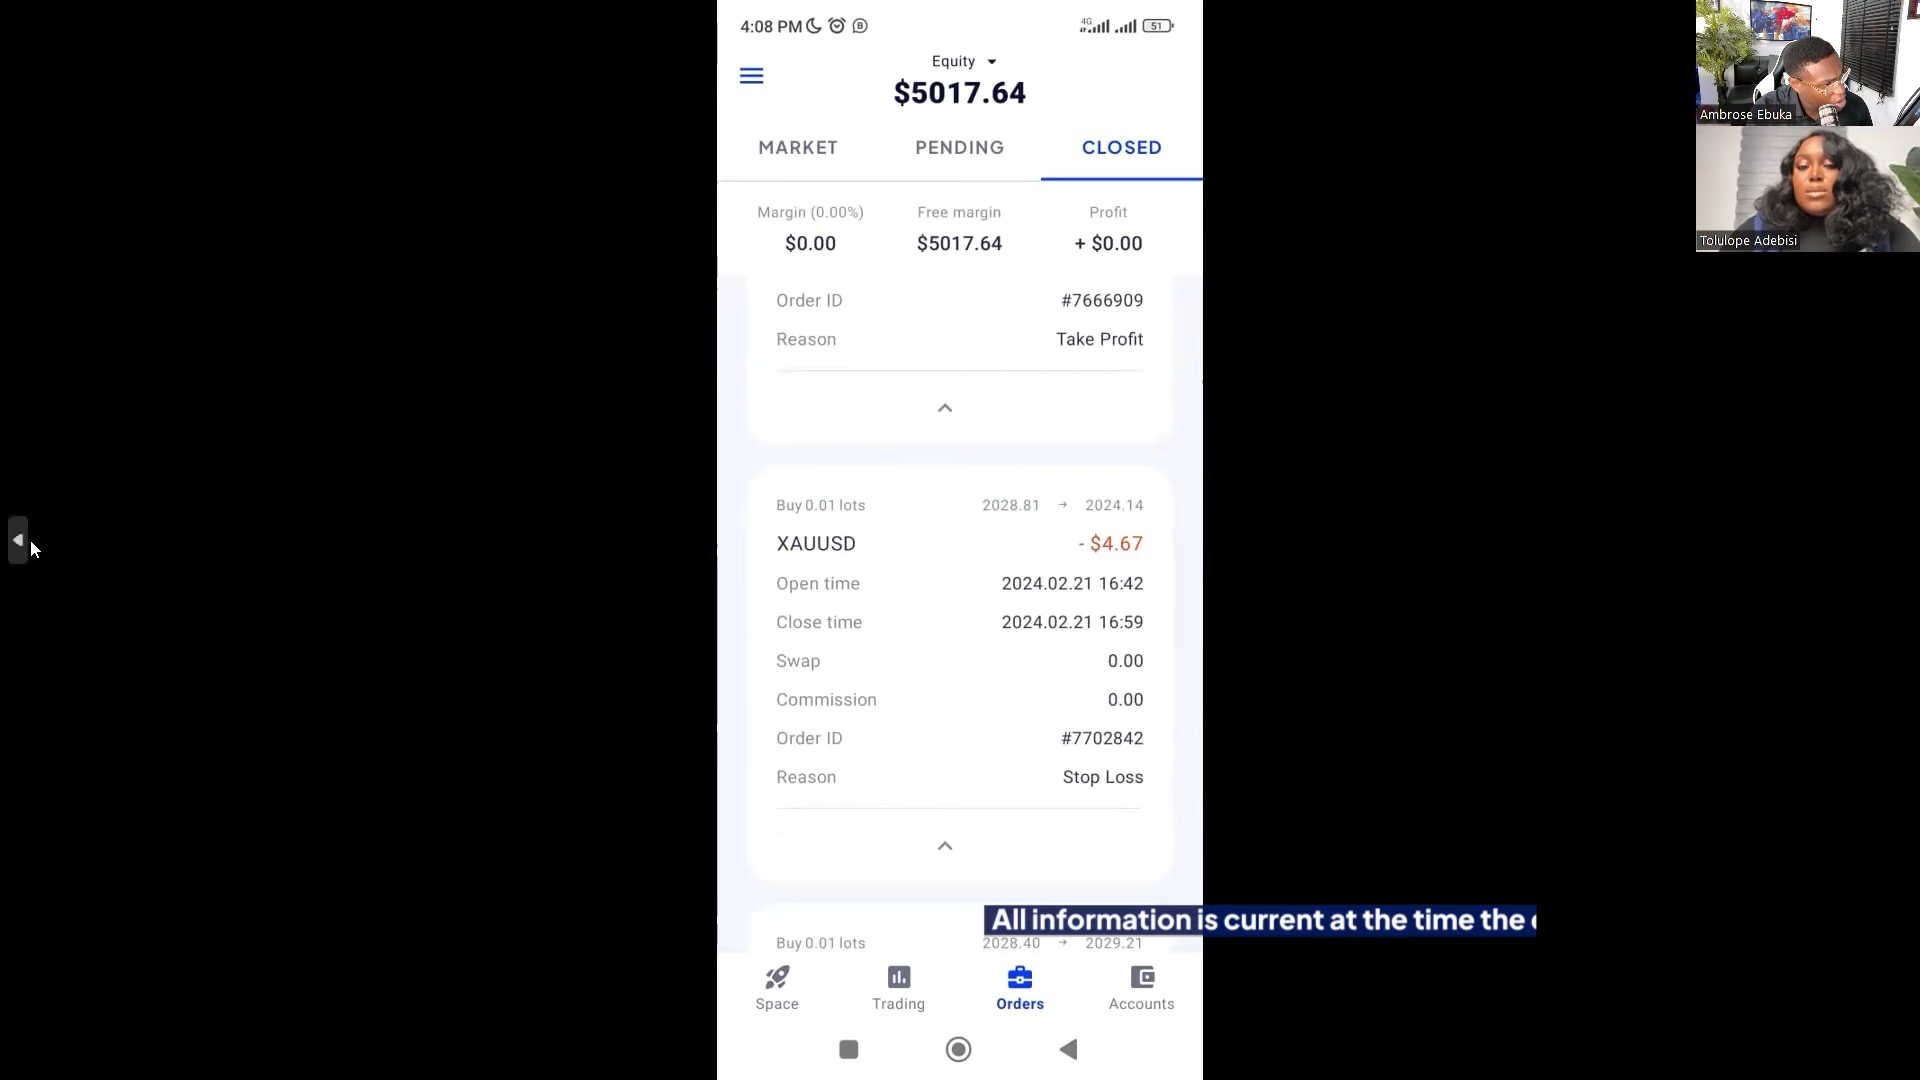 4:08 PM
4G
51
Equity
$5017.64
MARKET PENDING CLOSED
Margin (0.00%) Free margin Profit
$0.00 $5017.64 + $0.00
Order ID #7666909
Reason Take Profit
Buy 0.01 lots 2028.81 → 2024.14
XAUUSD - $4.67
Open time 2024.02.21 16:42
Close time 2024.02.21 16:59
Swap 0.00
Commission 0.00
Order ID #7702842
Reason Stop Loss
All information is current at the time the
Buy 0.01 lots 2028.40 → 2029.21
Space Trading Orders Accounts
Ambrose Ebuka
Tolulope Adebisi